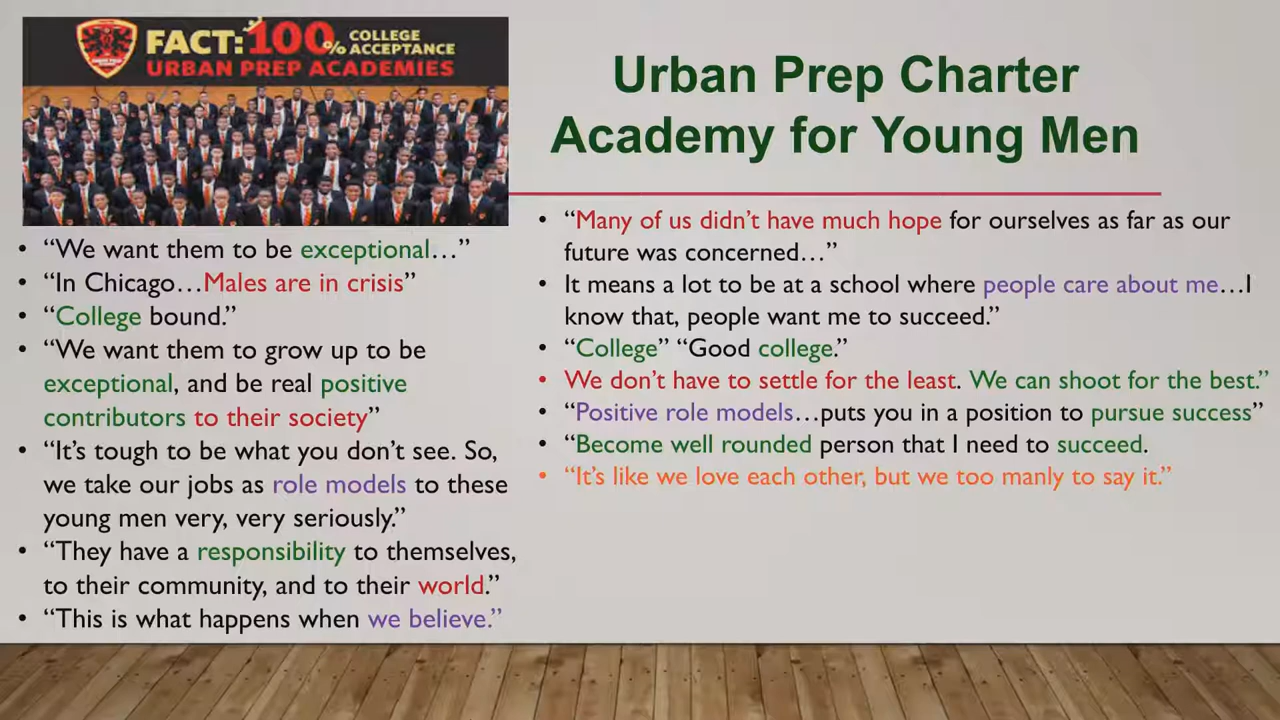 FACT: 100% COLLEGE ACCEPTANCE
URBAN PREP ACADEMIES
Urban Prep Charter
Academy for Young Men
• “We want them to be exceptional…”
• “In Chicago…Males are in crisis”
• “College bound.”
• “We want them to grow up to be
exceptional, and be real positive
contributors to their society”
• “It’s tough to be what you don’t see. So,
we take our jobs as role models to these
young men very, very seriously.”
• “They have a responsibility to themselves,
to their community, and to their world.”
• “This is what happens when we believe.”
• “Many of us didn’t have much hope for ourselves as far as our
future was concerned…”
• It means a lot to be at a school where people care about me…I
know that, people want me to succeed.”
• “College” “Good college.”
• We don’t have to settle for the least. We can shoot for the best.”
• “Positive role models…puts you in a position to pursue success”
• “Become well rounded person that I need to succeed.
• “It’s like we love each other, but we too manly to say it.”